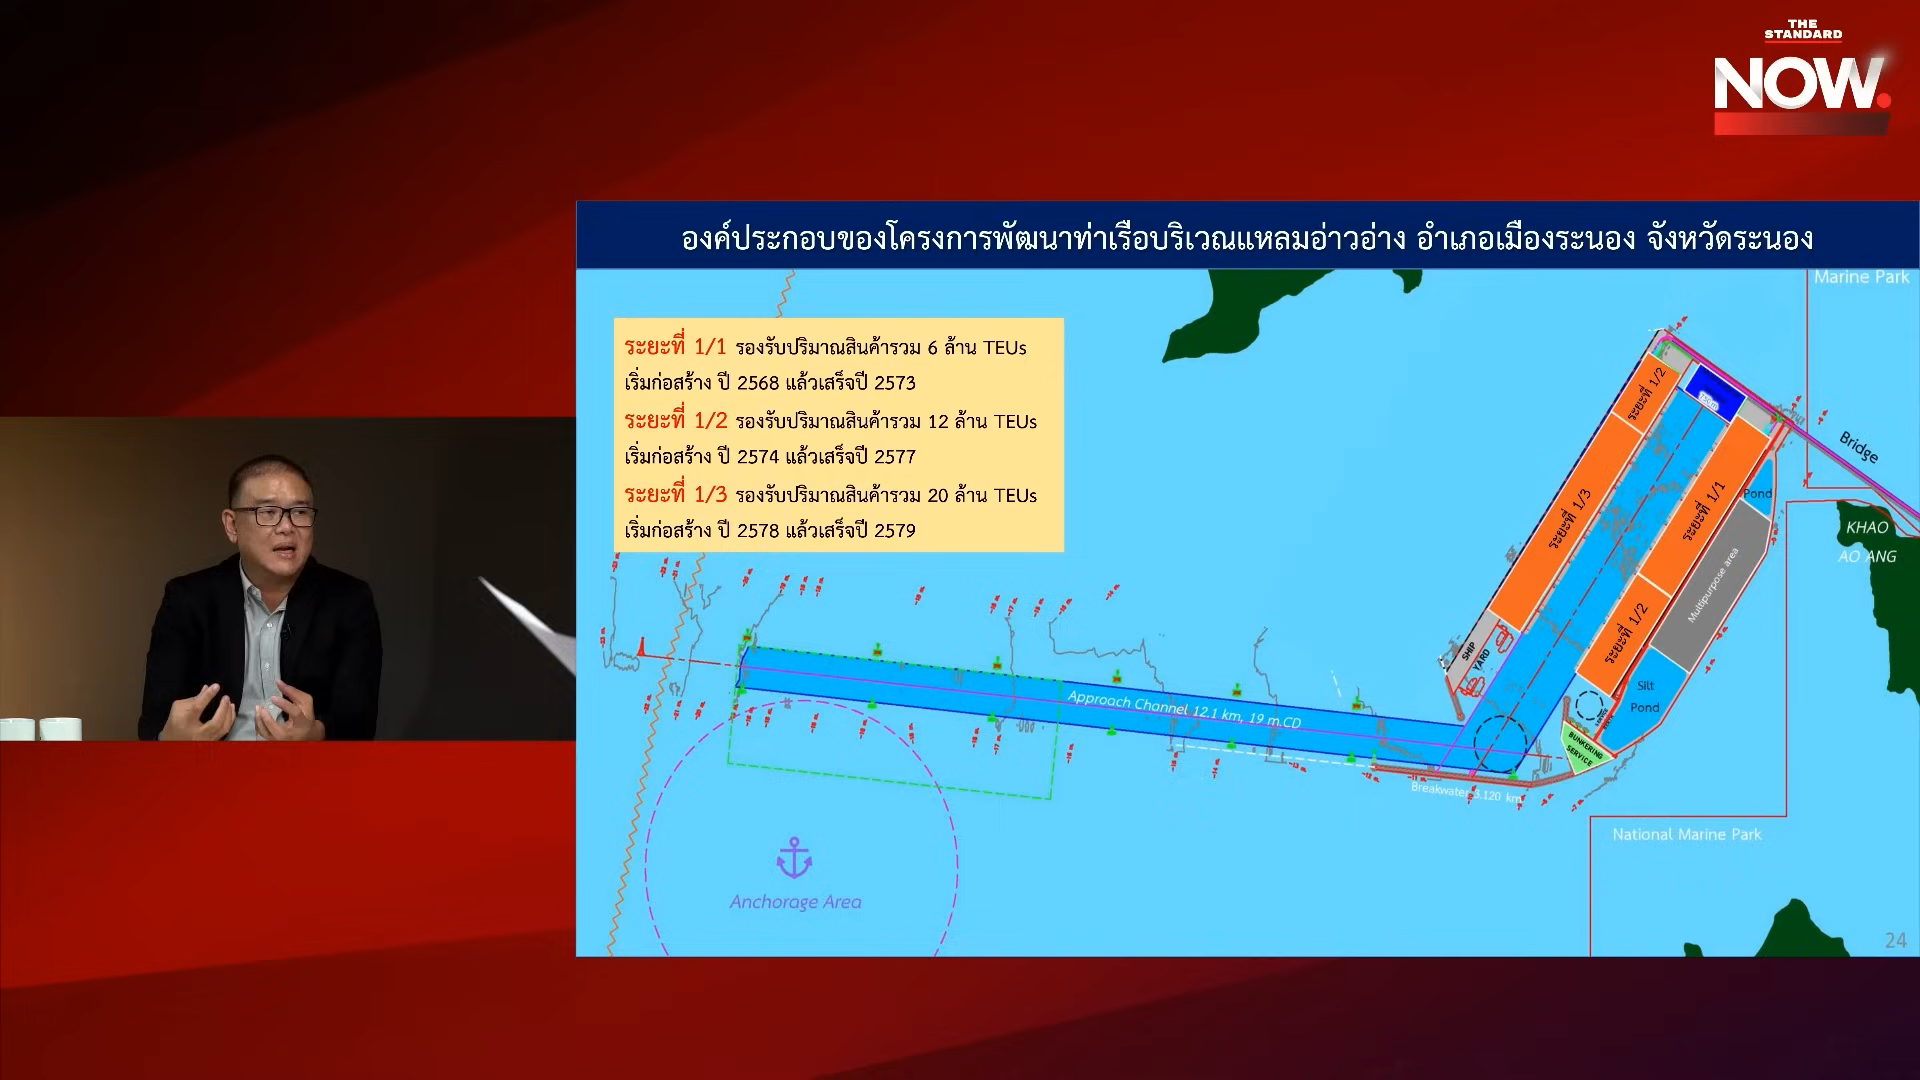 THE
STANDARD
NOW.
องค์ประกอบของโครงการพัฒนาท่าเรือบริเวณแหลมอ่าวอ่าง อำเภอเมืองระนอง จังหวัดระนอง
Marine Park
ระยะที่ 1/1 รองรับปริมาณสินค้ารวม 6 ล้าน TEUs
เริ่มก่อสร้าง ปี 2568 แล้วเสร็จปี 2573
ระยะที่ 1/2 รองรับปริมาณสินค้ารวม 12 ล้าน TEUs
เริ่มก่อสร้าง ปี 2574 แล้วเสร็จปี 2577
ระยะที่ 1/3 รองรับปริมาณสินค้ารวม 20 ล้าน TEUs
เริ่มก่อสร้าง ปี 2578 แล้วเสร็จปี 2579
ระยะที่ 1/2
Bridge
Pond
ระยะที่ 1/3
ระยะที่ 1/1
KHAO
AO ANG
Multipurpose area
ระยะที่ 1/2
SHIP
YARD
Silt
Pond
Approach Channel 12.1 km, 19 m.CD
BUNKERING
SERVICE
Breakwater 3.120 km
National Marine Park
Anchorage Area
24